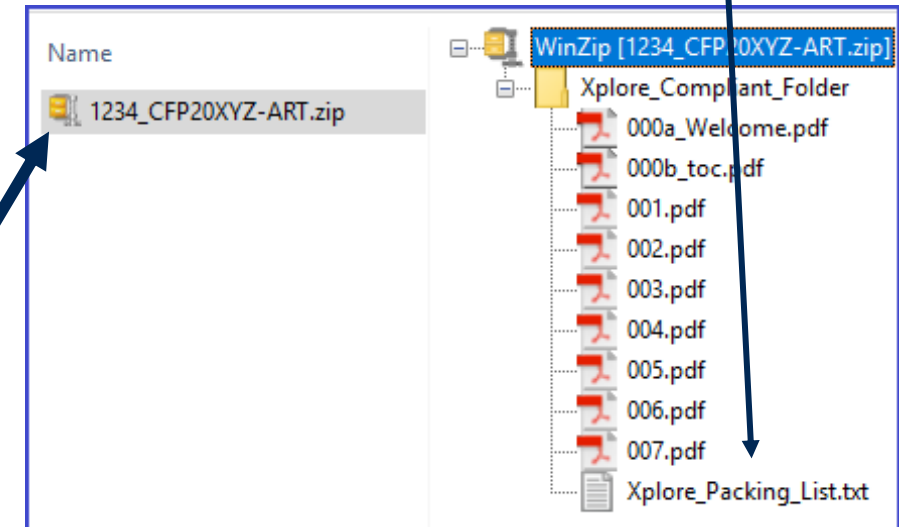 Name
1234_CFP20XYZ-ART.zip
WinZip [1234_CFP20XYZ-ART.zip]
Xplore_Compliant_Folder
000a_Welcome.pdf
000b_toc.pdf
001.pdf
002.pdf
003.pdf
004.pdf
005.pdf
006.pdf
007.pdf
Xplore_Packing_List.txt